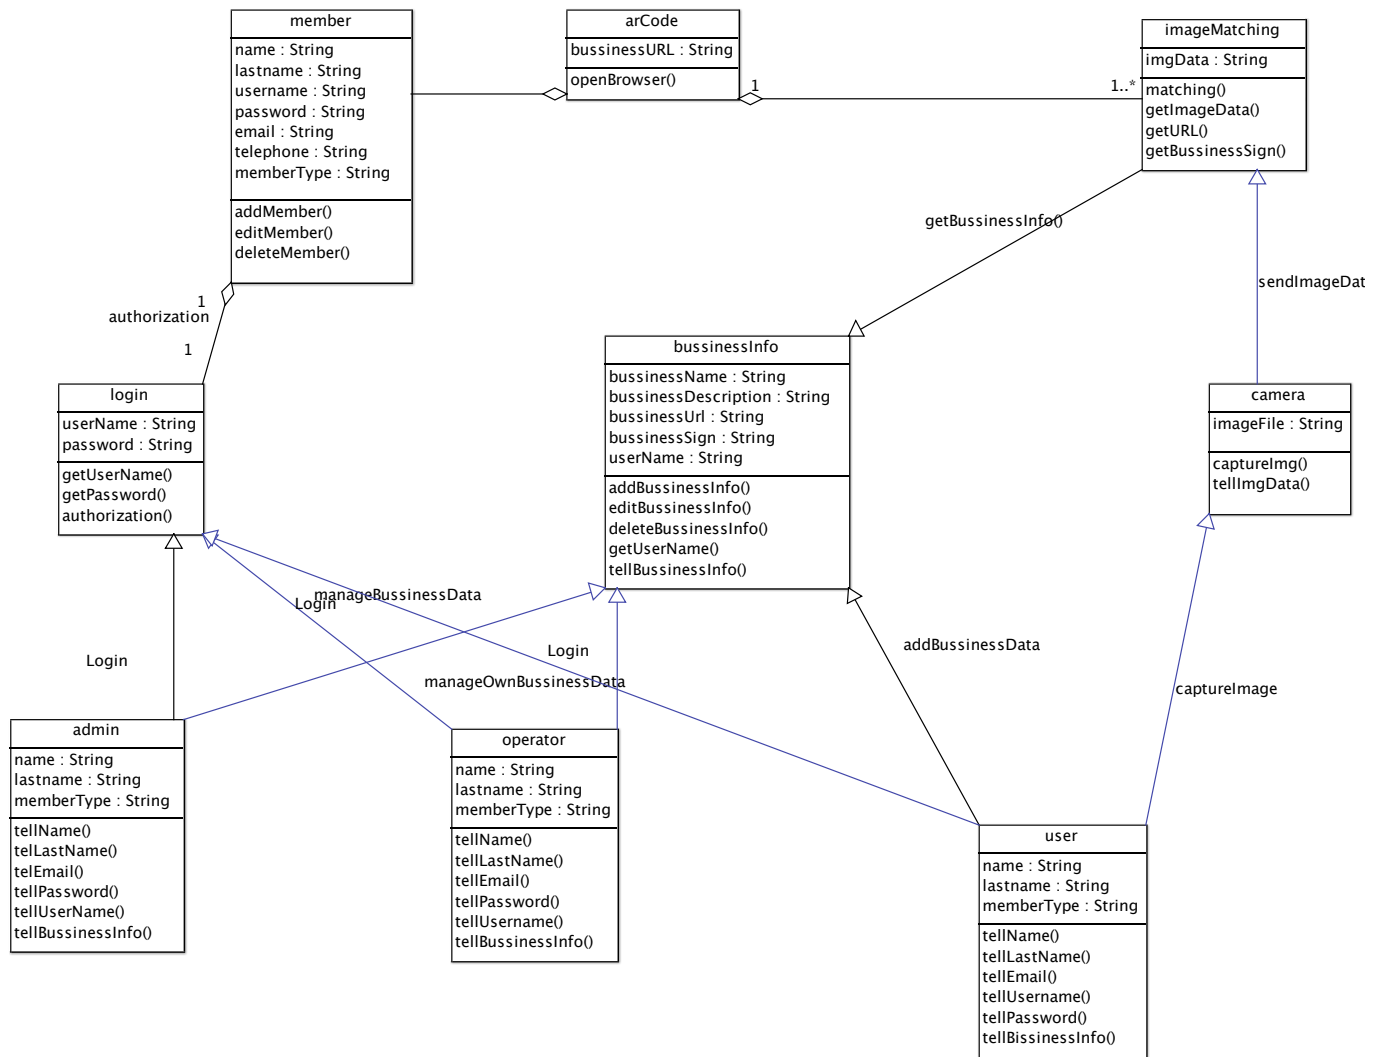 member
name : String
lastname : String
username : String
password : String
email : String
telephone : String
memberType : String
addMember()
editMember()
deleteMember()
arCode
bussinessURL : String
openBrowser()
1
1..*
imageMatching
imgData : String
matching()
getImageData()
getURL()
getBussinessSign()
getBussinessInfo()
sendImageDat
1
authorization
1
login
userName : String
password : String
getUserName()
getPassword()
authorization()
bussinessInfo
bussinessName : String
bussinessDescription : String
bussinessUrl : String
bussinessSign : String
userName : String
addBussinessInfo()
editBussinessInfo()
deleteBussinessInfo()
getUserName()
tellBussinessInfo()
camera
imageFile : String
captureImg()
tellImgData()
manageBussinessData
Login
Login
Login
manageOwnBussinessData
addBussinessData
captureImage
admin
name : String
lastname : String
memberType : String
tellName()
telLastName()
telEmail()
tellPassword()
tellUserName()
tellBussinessInfo()
operator
name : String
lastname : String
memberType : String
tellName()
tellLastName()
tellEmail()
tellPassword()
tellUsername()
tellBussinessInfo()
user
name : String
lastname : String
memberType : String
tellName()
tellLastName()
tellEmail()
tellUsername()
tellPassword()
tellBissinessInfo()